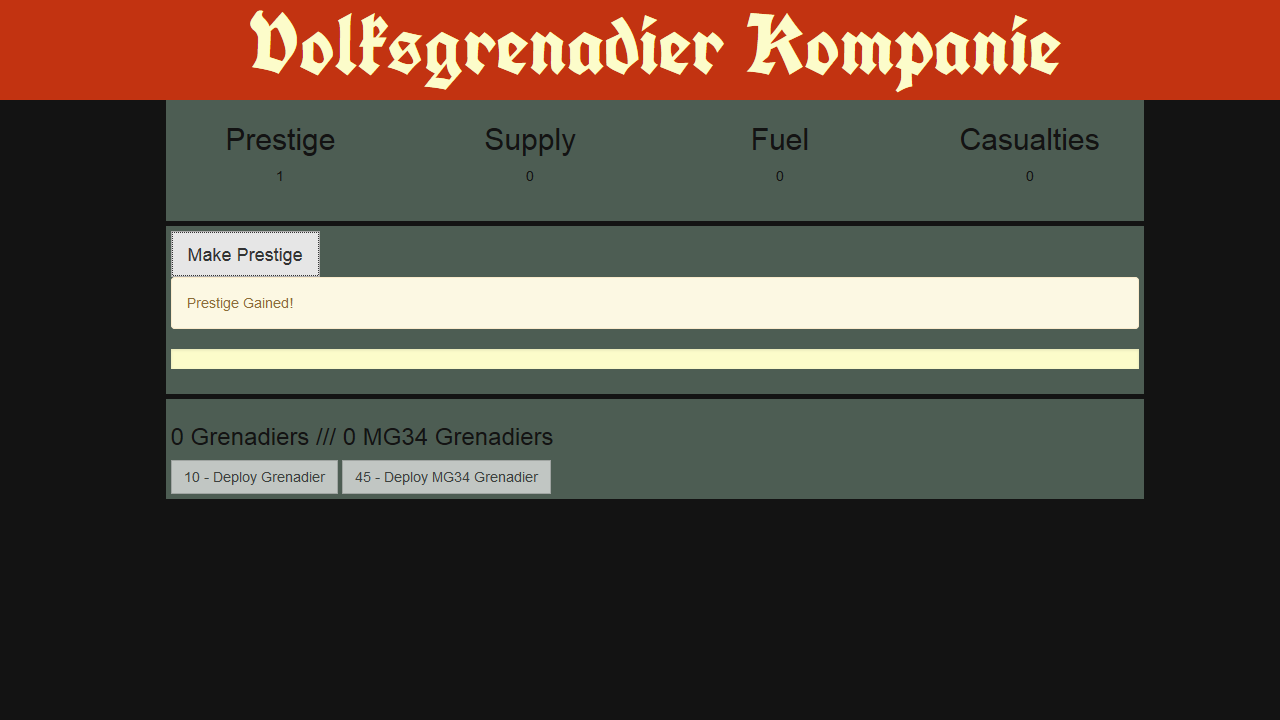 Volksgrenadier Kompanie
Prestige Supply Fuel Casualties
1 0 0 0
Make Prestige
Prestige Gained!
0 Grenadiers /// 0 MG34 Grenadiers
10 - Deploy Grenadier 45 - Deploy MG34 Grenadier